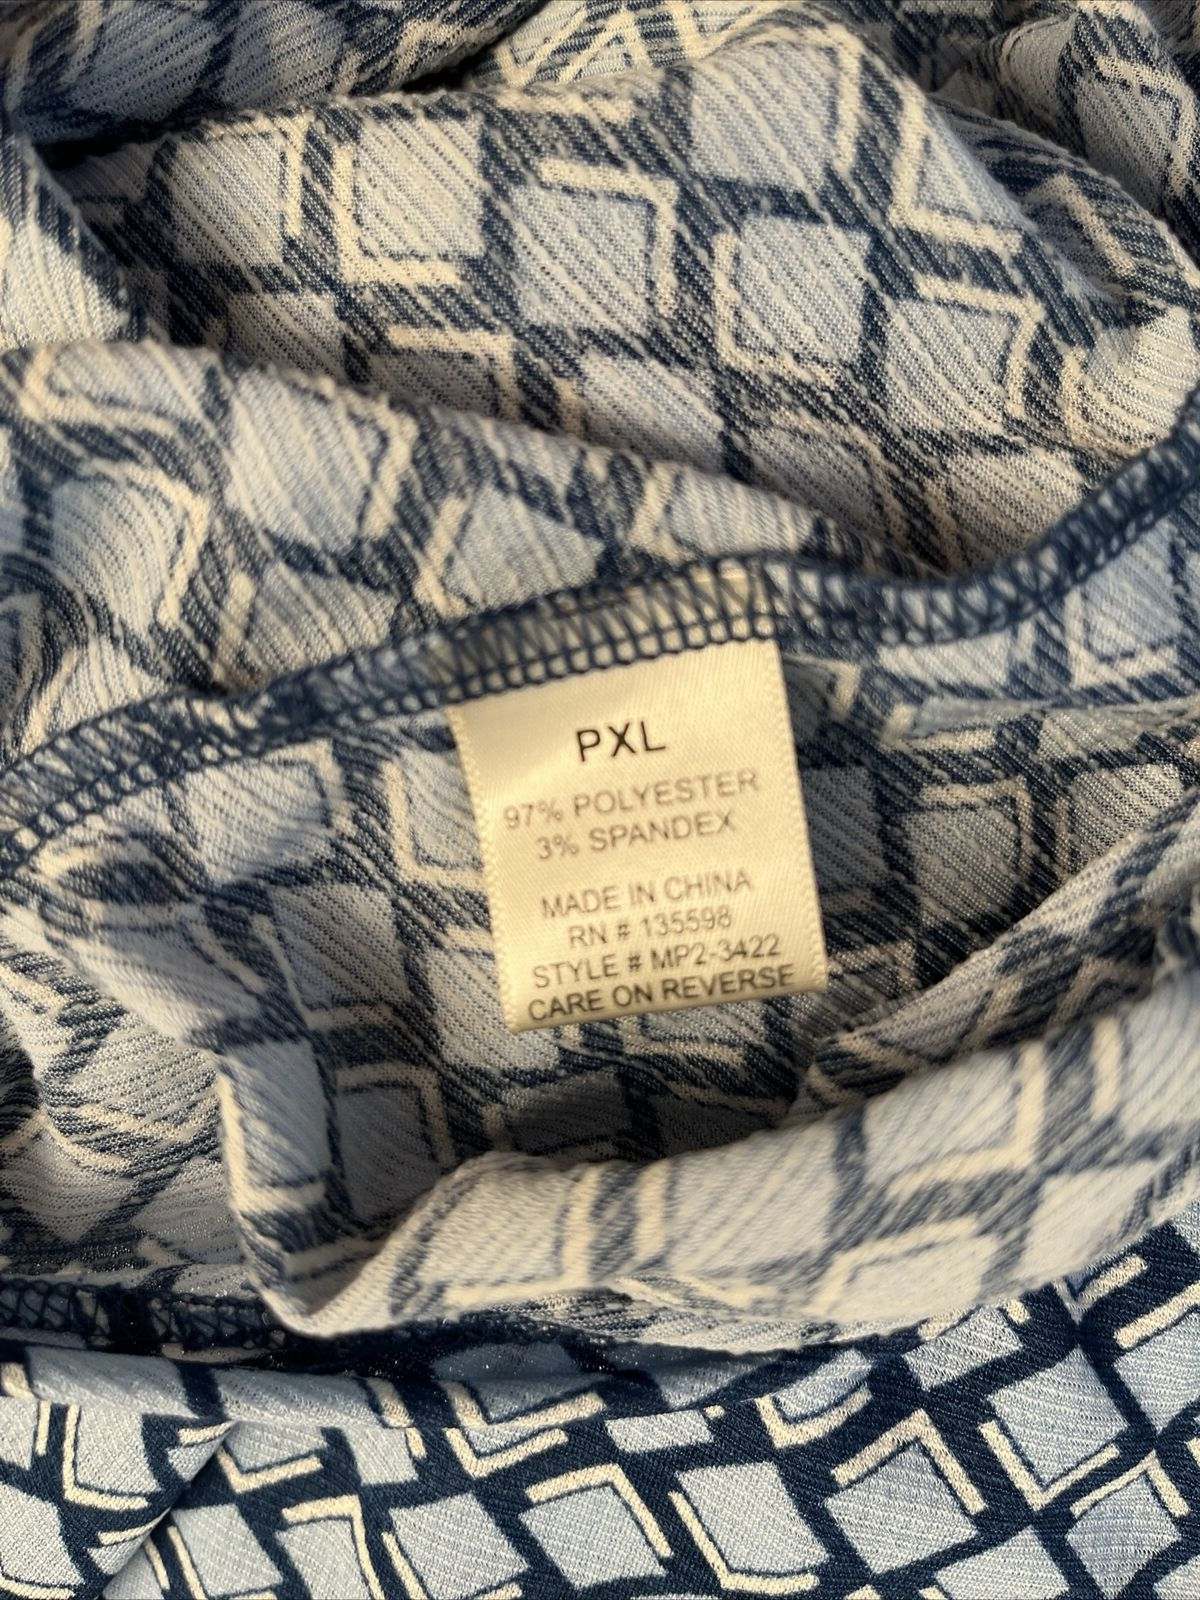 PXL
97% POLYESTER
3% SPANDEX
MADE IN CHINA
RN # 135598
STYLE # MP2-3422
CARE ON REVERSE